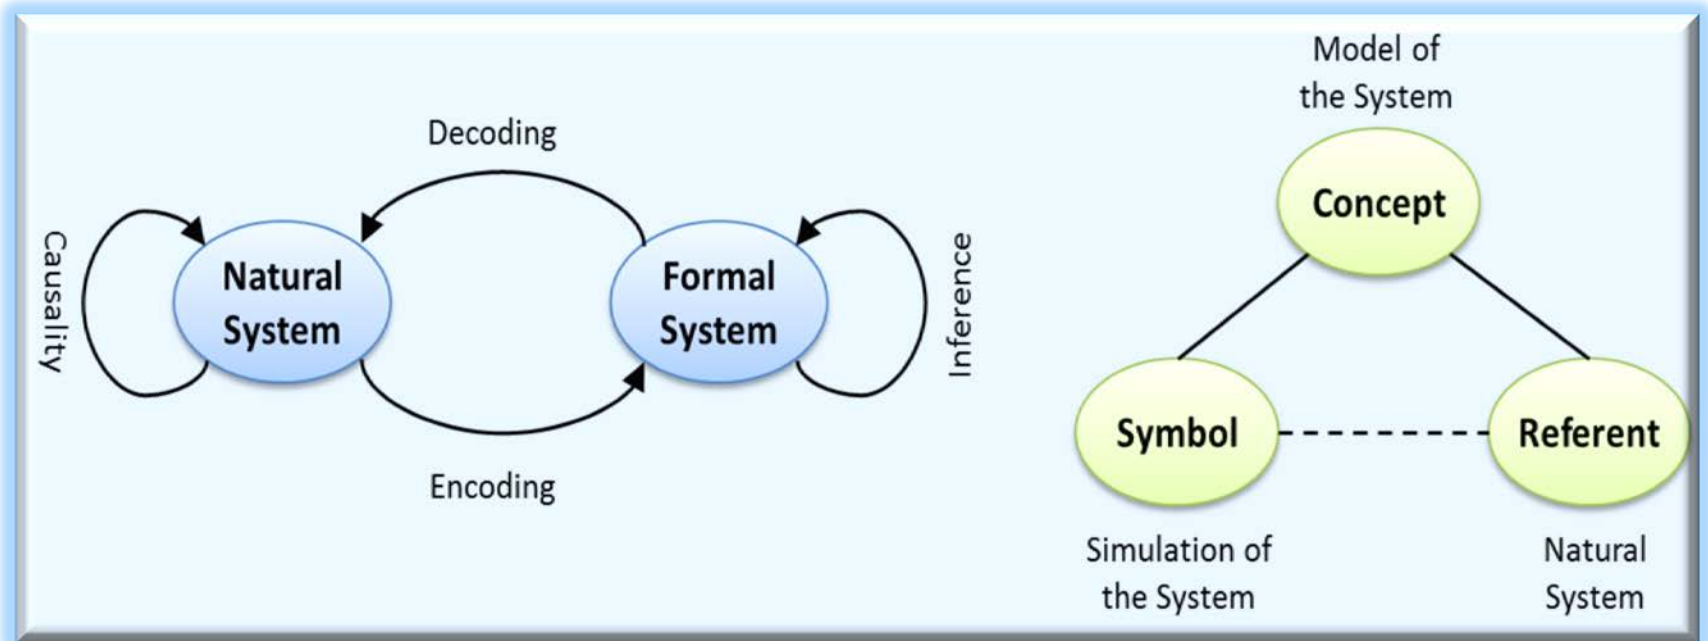 Decoding
Causality
Natural
System
Formal
System
Inference
Encoding
Model of
the System
Concept
Symbol
Referent
Simulation of
the System
Natural
System